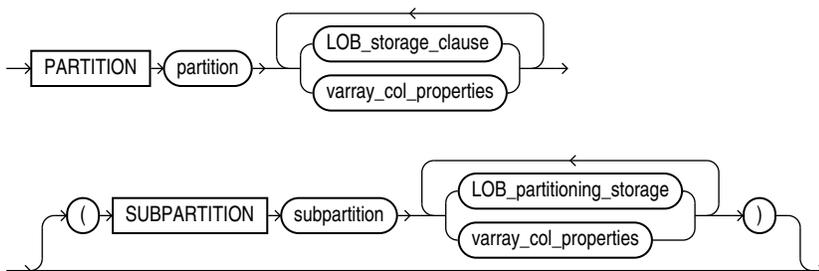 PARTITION partition LOB_storage_clause
varray_col_properties
( SUBPARTITION subpartition LOB_partitioning_storage )
varray_col_properties